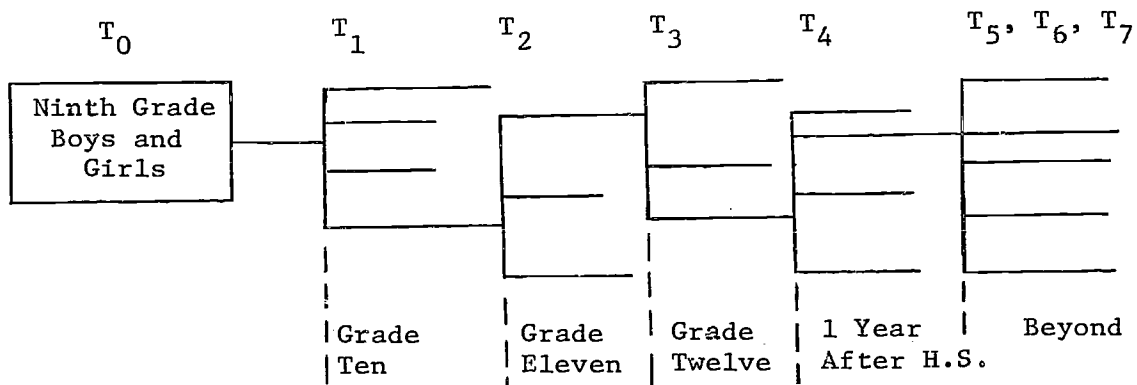 T₀ T₁ T₂ T₃ T₄ T₅, T₆, T₇
Ninth Grade
Boys and
Girls
Grade
Ten
Grade
Eleven
Grade
Twelve
1 Year
After H.S.
Beyond